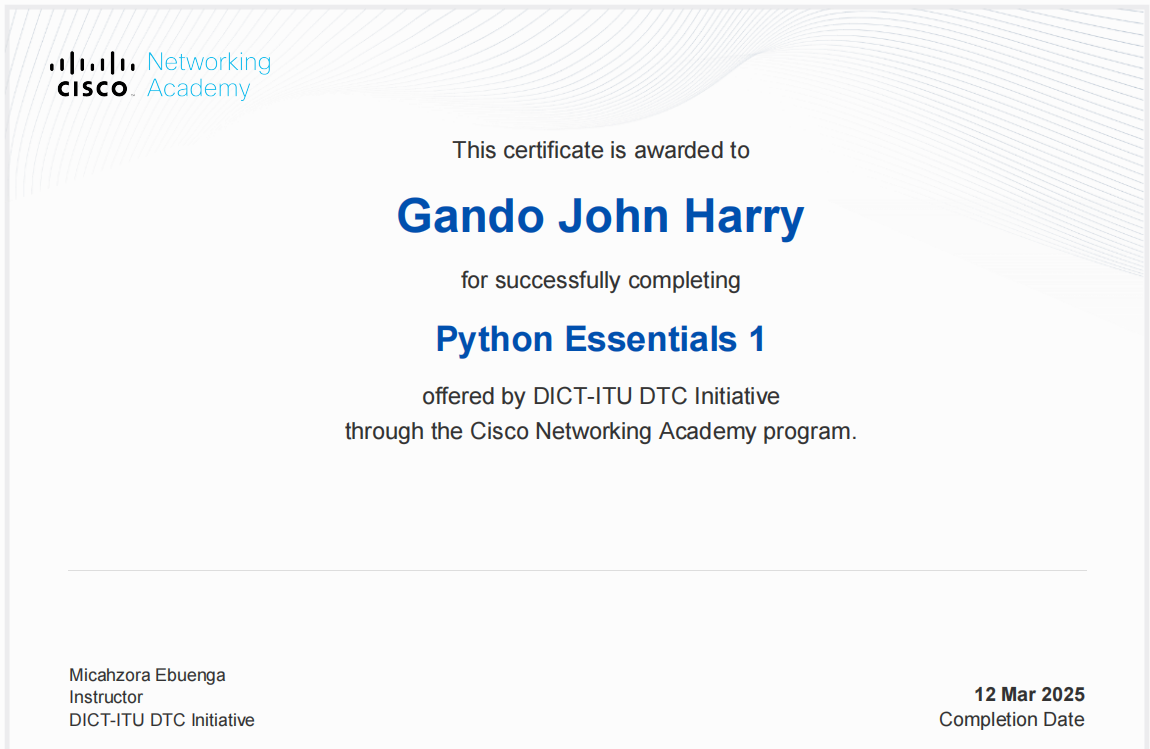 CISCO Networking
Academy
This certificate is awarded to
Gando John Harry
for successfully completing
Python Essentials 1
offered by DICT-ITU DTC Initiative
through the Cisco Networking Academy program.
Micahzora Ebuenga
Instructor
DICT-ITU DTC Initiative
12 Mar 2025
Completion Date